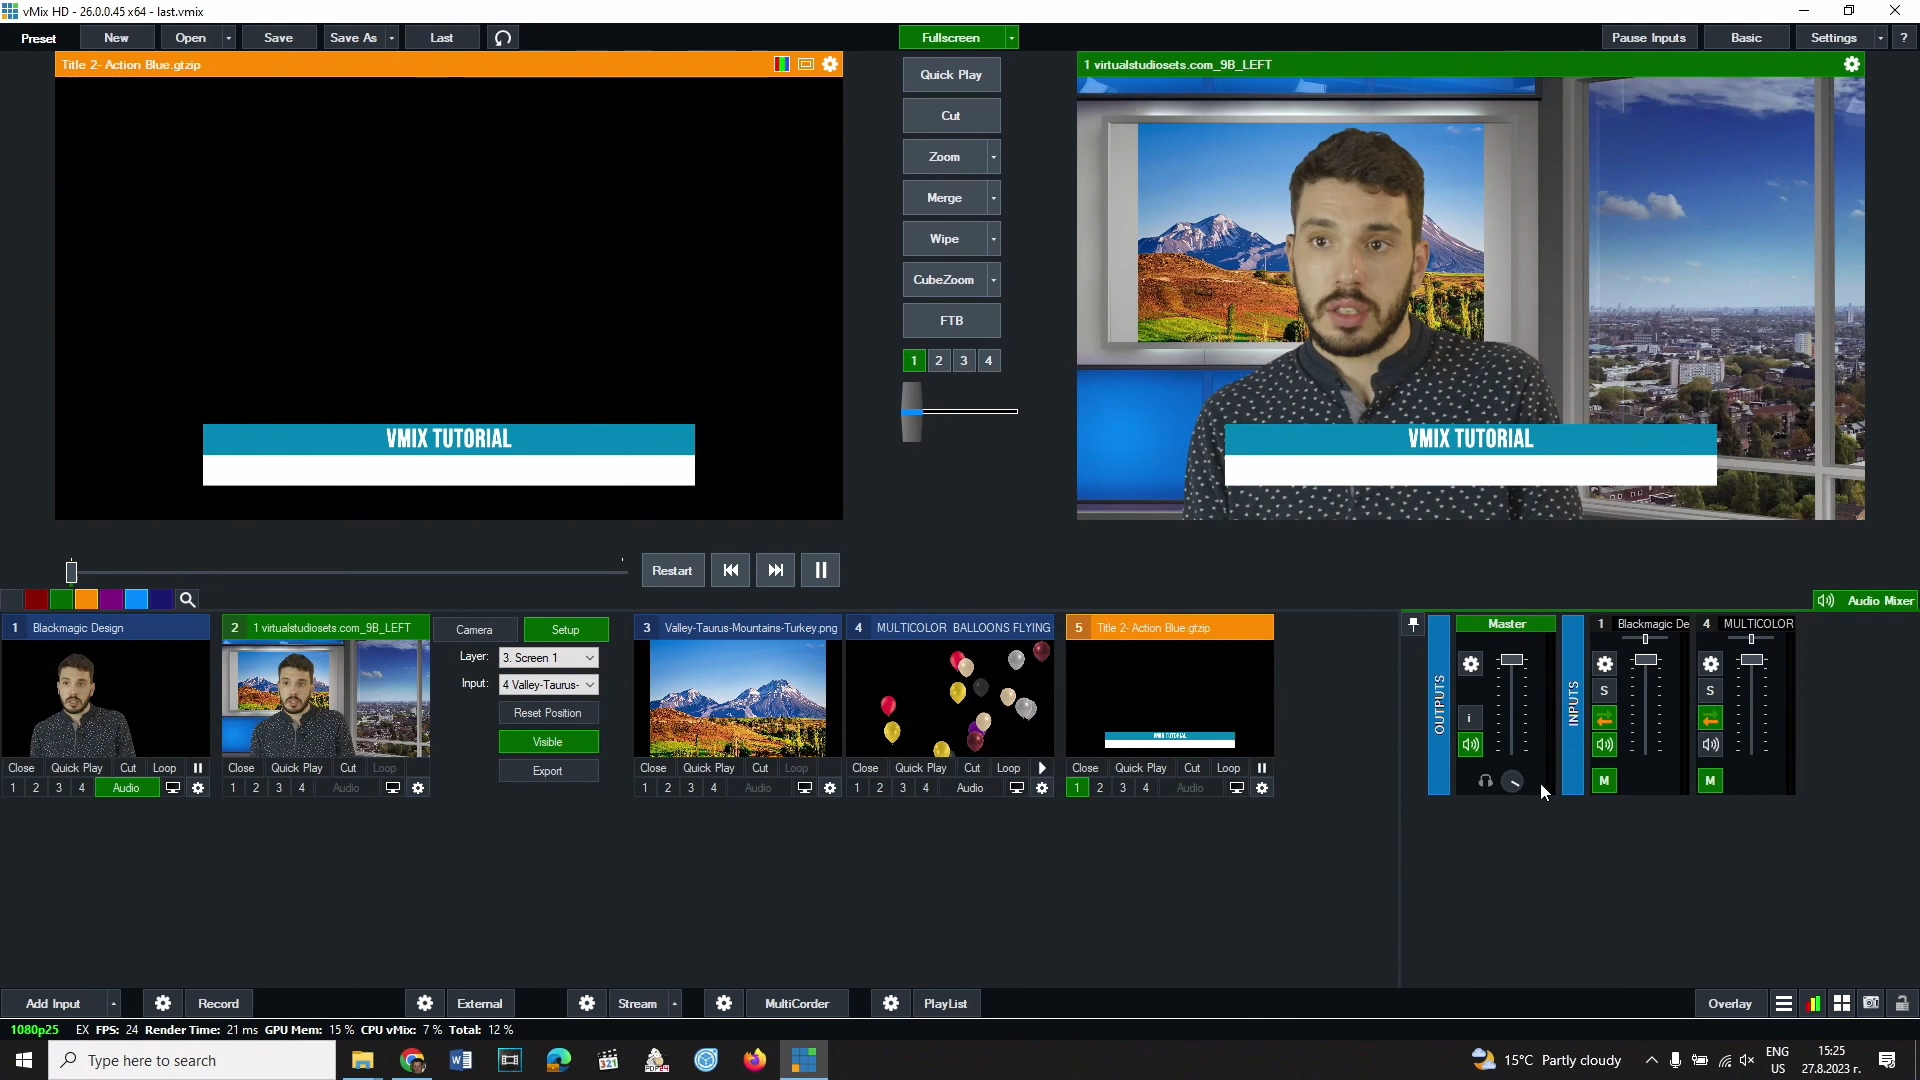 vMix HD - 26.0.0.45 x64 - last.vmix
Preset New Open Save Save As Last Fullscreen Pause Inputs Basic Settings ?
Title 2- Action Blue.gtzip
VMIX TUTORIAL
Quick Play
Cut
Zoom
Merge
Wipe
CubeZoom
FTB
1 2 3 4
1 virtualstudiosets.com_9B_LEFT
VMIX TUTORIAL
Restart
Audio Mixer
1 Blackmagic Design
Close Quick Play Cut Loop
1 2 3 4 Audio
2 1 virtualstudiosets.com_9B_LEFT
Close Quick Play Cut Loop
1 2 3 4 Audio
Camera Setup
Layer: 3. Screen 1
Input: 4 Valley-Taurus-
Reset Position
Visible
Export
3 Valley-Taurus-Mountains-Turkey.png
Close Quick Play Cut Loop
1 2 3 4 Audio
4 MULTICOLOR BALLOONS FLYING
Close Quick Play Cut Loop
1 2 3 4 Audio
5 Title 2- Action Blue.gtzip
VMIX TUTORIAL
Close Quick Play Cut Loop
1 2 3 4 Audio
OUTPUTS
Master
i
INPUTS
1 Blackmagic De
S
M
4 MULTICOLOR
S
M
Add Input Record External Stream MultiCorder PlayList Overlay
1080p25 EX FPS: 24 Render Time: 21 ms GPU Mem: 15 % CPU vMix: 7 % Total: 12 %
Type here to search
321
PDF24
15°C Partly cloudy
ENG
US
15:25
27.8.2023 г.